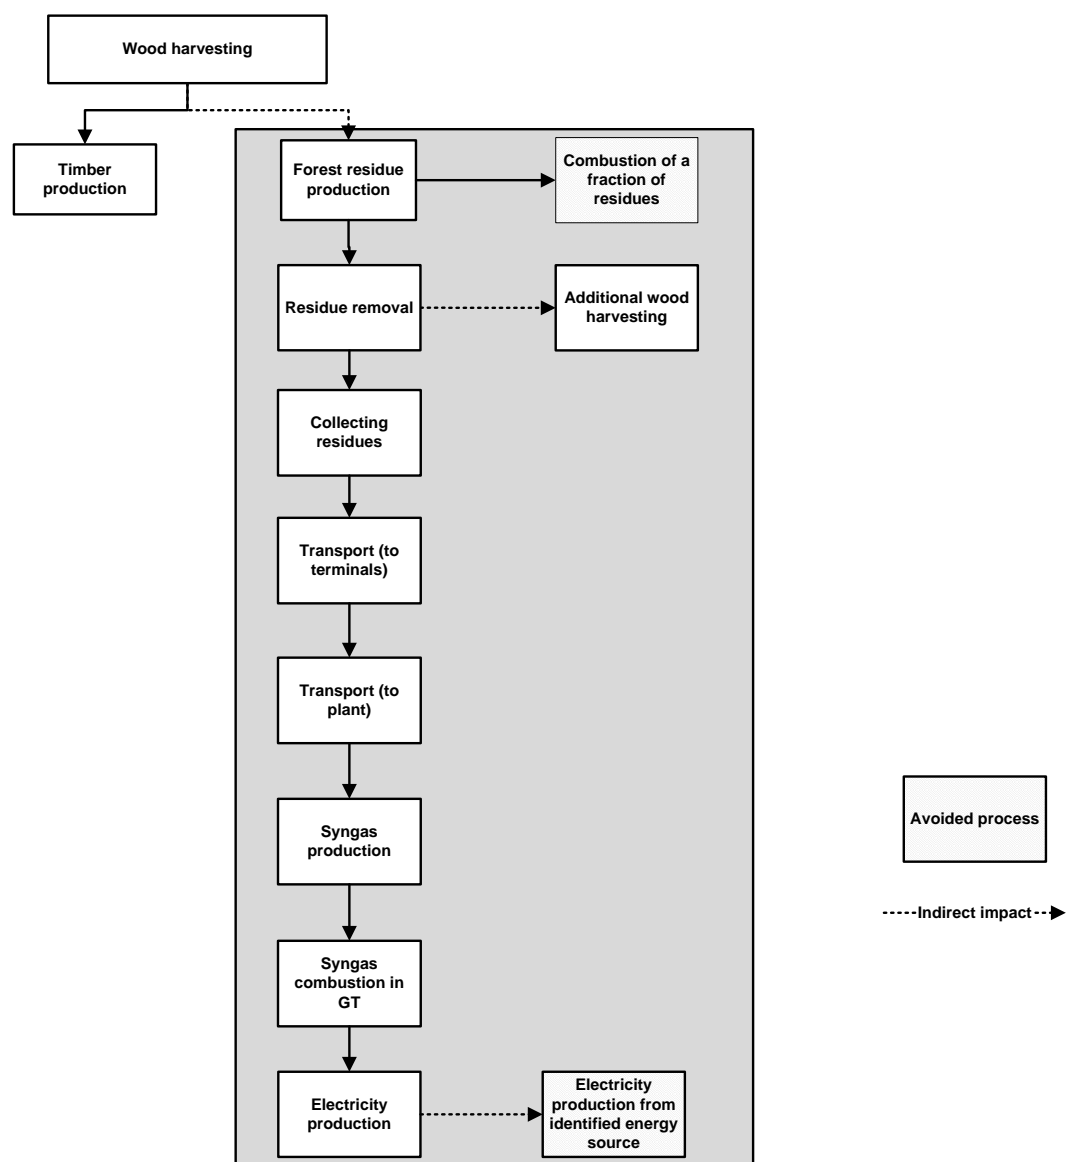 Wood harvesting
Timber
production
Forest residue
production
Combustion of a
fraction of
residues
Residue removal
Additional wood
harvesting
Collecting
residues
Transport (to
terminals)
Transport (to
plant)
Syngas
production
Avoided process
Indirect impact
Syngas
combustion in
GT
Electricity
production
Electricity
production from
identified energy
source